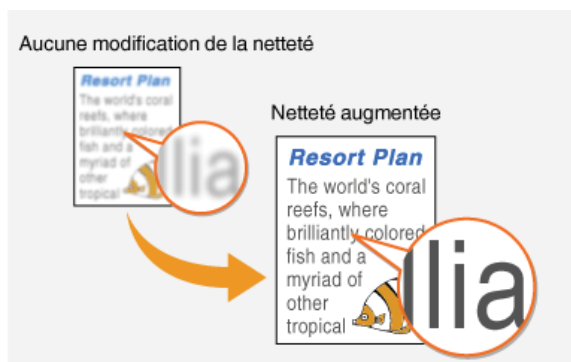 Aucune modification de la netteté
Resort Plan
The world's coral
reefs, where
brilliantly colored
fish and a
myriad of
other
tropical
llia
Netteté augmentée
Resort Plan
The world's coral
reefs, where
brilliantly colored
fish and a
myriad of
other
tropical
llia